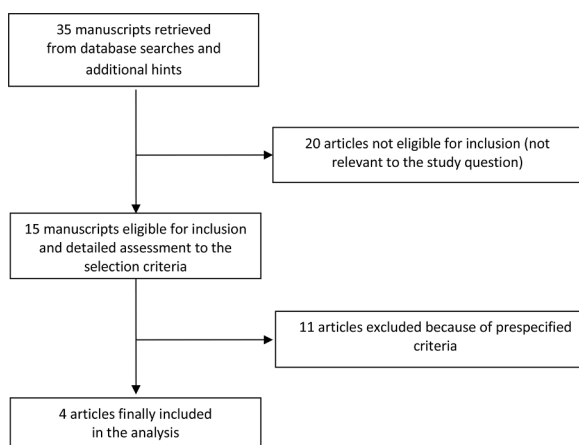 35 manuscripts retrieved
from database searches and
additional hints
20 articles not eligible for inclusion (not
relevant to the study question)
15 manuscripts eligible for inclusion
and detailed assessment to the
selection criteria
11 articles excluded because of prespecified
criteria
4 articles finally included
in the analysis